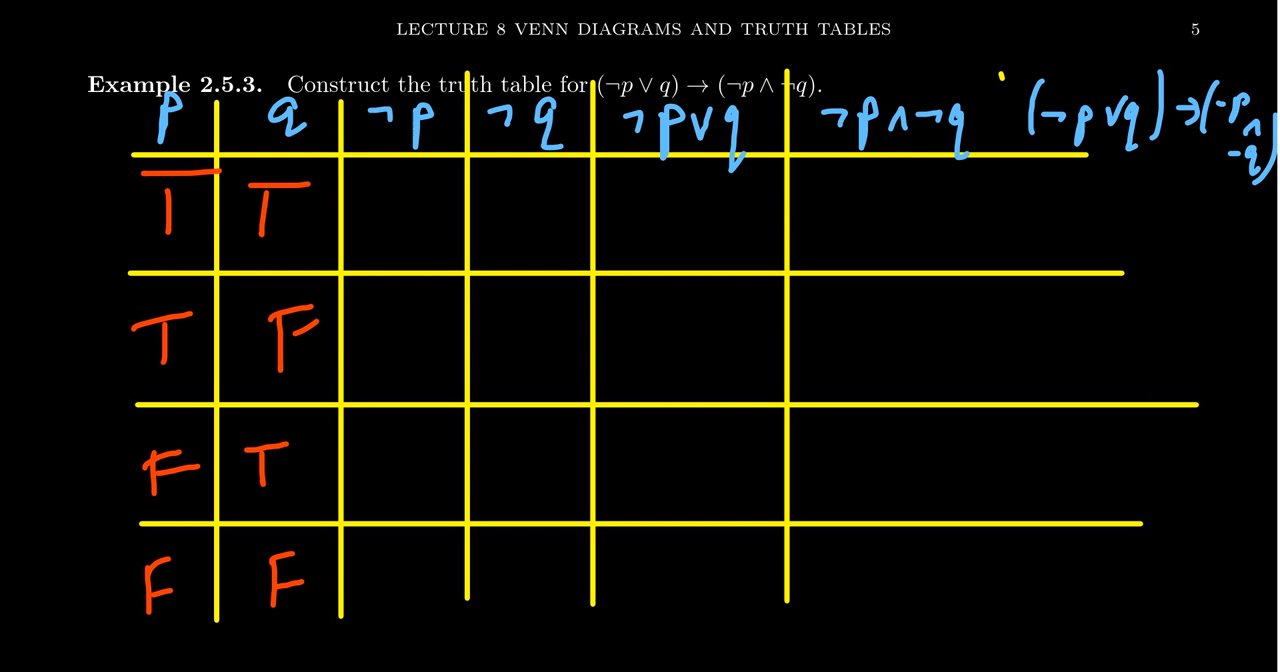 LECTURE 8 VENN DIAGRAMS AND TRUTH TABLES 5
Example 2.5.3. Construct the truth table for (¬p ∨ q) → (¬p ∧ ¬q).
p q ¬p ¬q ¬p∨q ¬p∧¬q (¬p∨q)→(¬p∧
¬q)
T T
T F
F T
F F